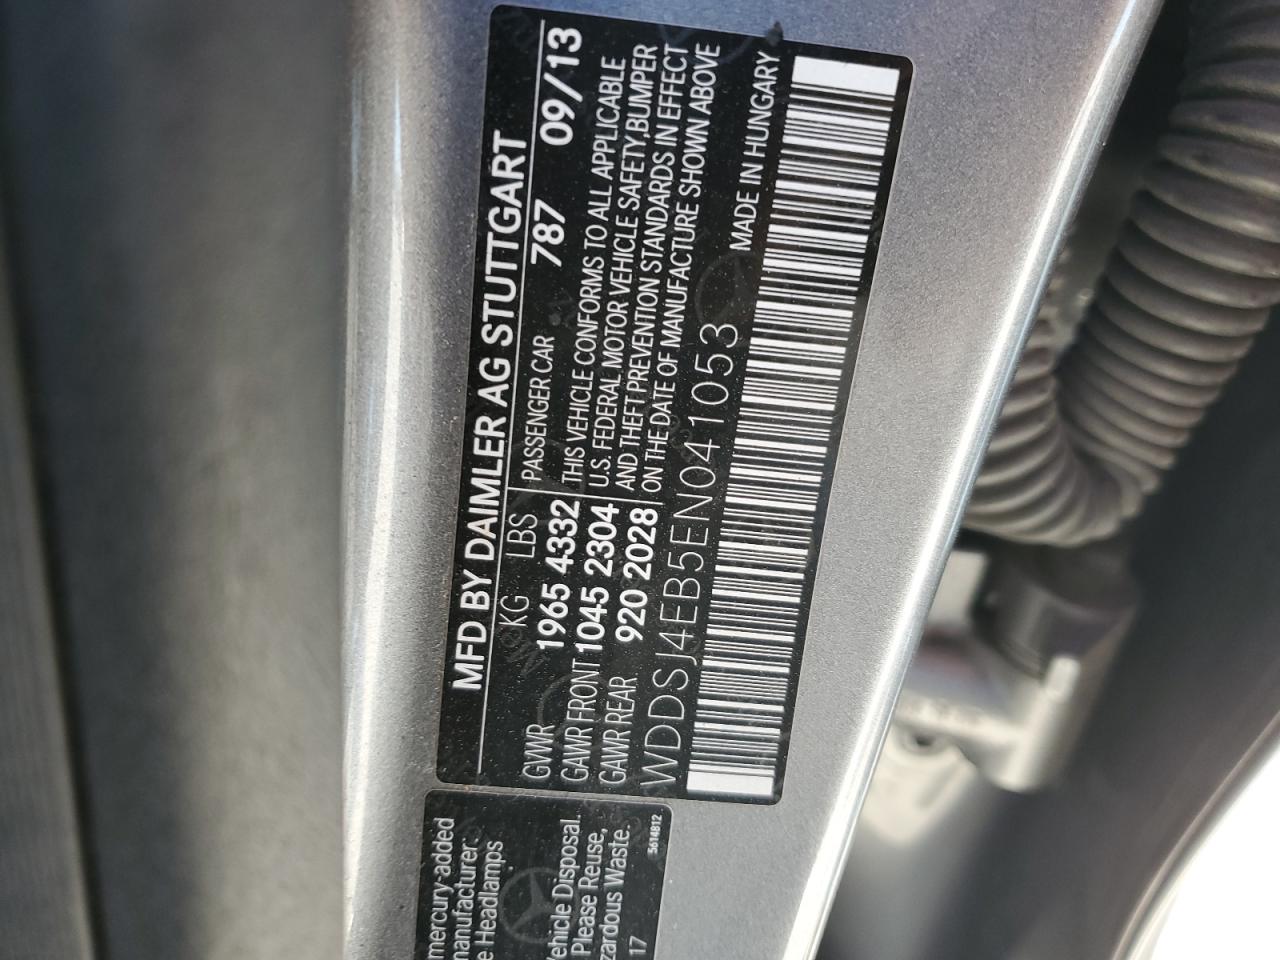 MFD BY DAIMLER AG STUTTGART
KG LBS PASSENGER CAR 787 09/13
GVWR 1965 4332 THIS VEHICLE CONFORMS TO ALL APPLICABLE
GAWR FRONT 1045 2304 U.S. FEDERAL MOTOR VEHICLE SAFETY, BUMPER
GAWR REAR 920 2028 AND THEFT PREVENTION STANDARDS IN EFFECT
ON THE DATE OF MANUFACTURE SHOWN ABOVE
WDDSJ4EB5EN041053
MADE IN HUNGARY
mercury-added
manufacturer.
e Headlamps
Vehicle Disposal.
Please Reuse,
zardous Waste.
17
5614812